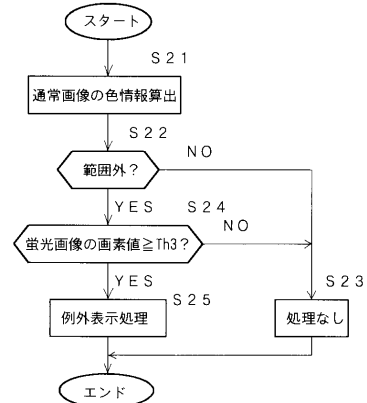 スタート
S21
通常画像の色情報算出
S22
範囲外?
NO
YES
S24
蛍光画像の画素値≧Th3?
NO
YES
S25
例外表示処理
S23
処理なし
エンド